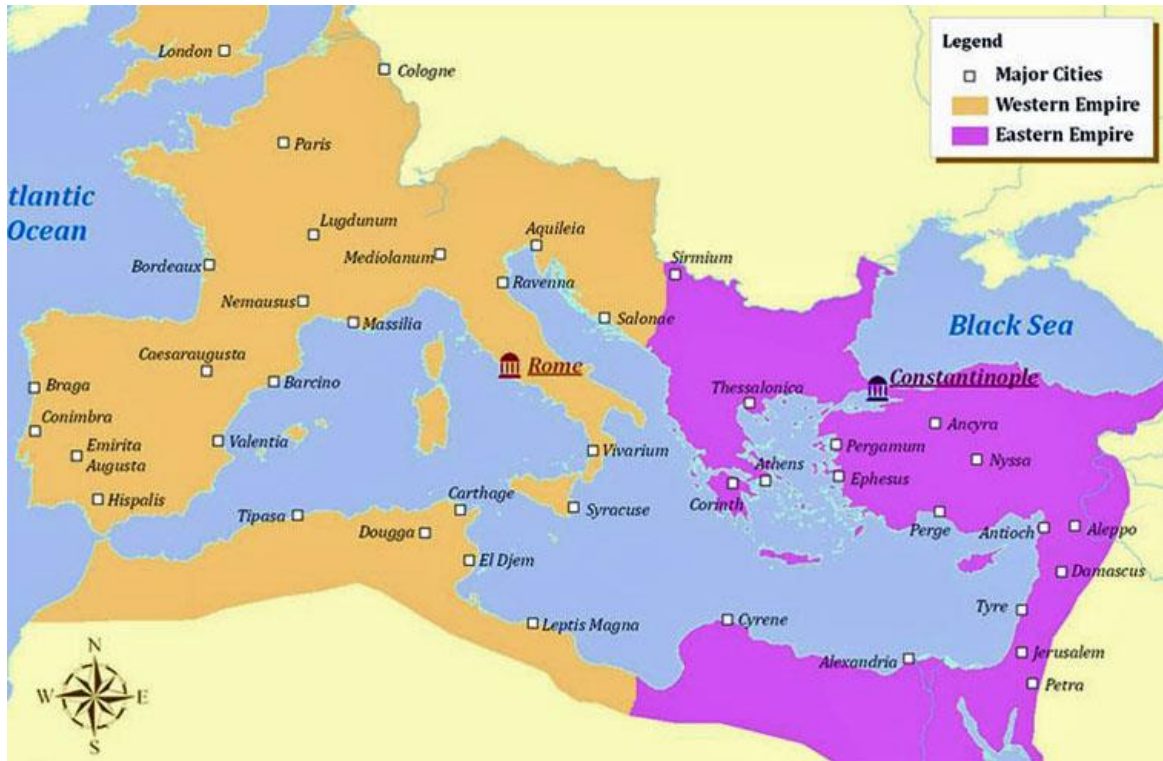 Legend
Major Cities
Western Empire
Eastern Empire
London
Cologne
Paris
tlantic
Ocean
Lugdunum
Aquileia
Mediolanum
Bordeaux
Sirmium
Ravenna
Nemausus
Massilia
Salonae
Black Sea
Caesaraugusta
Rome
Constantinople
Braga
Barcino
Thessalonica
Conimbra
Ancyra
Emirita
Augusta
Valentia
Vivarium
Pergamum
Nyssa
Athens
Ephesus
Hispalis
Carthage
Corinth
Tipasa
Syracuse
Dougga
Perge
Antioch
Aleppo
El Djem
Damascus
Tyre
Leptis Magna
Cyrene
Alexandria
Jerusalem
Petra
N
W
E
S